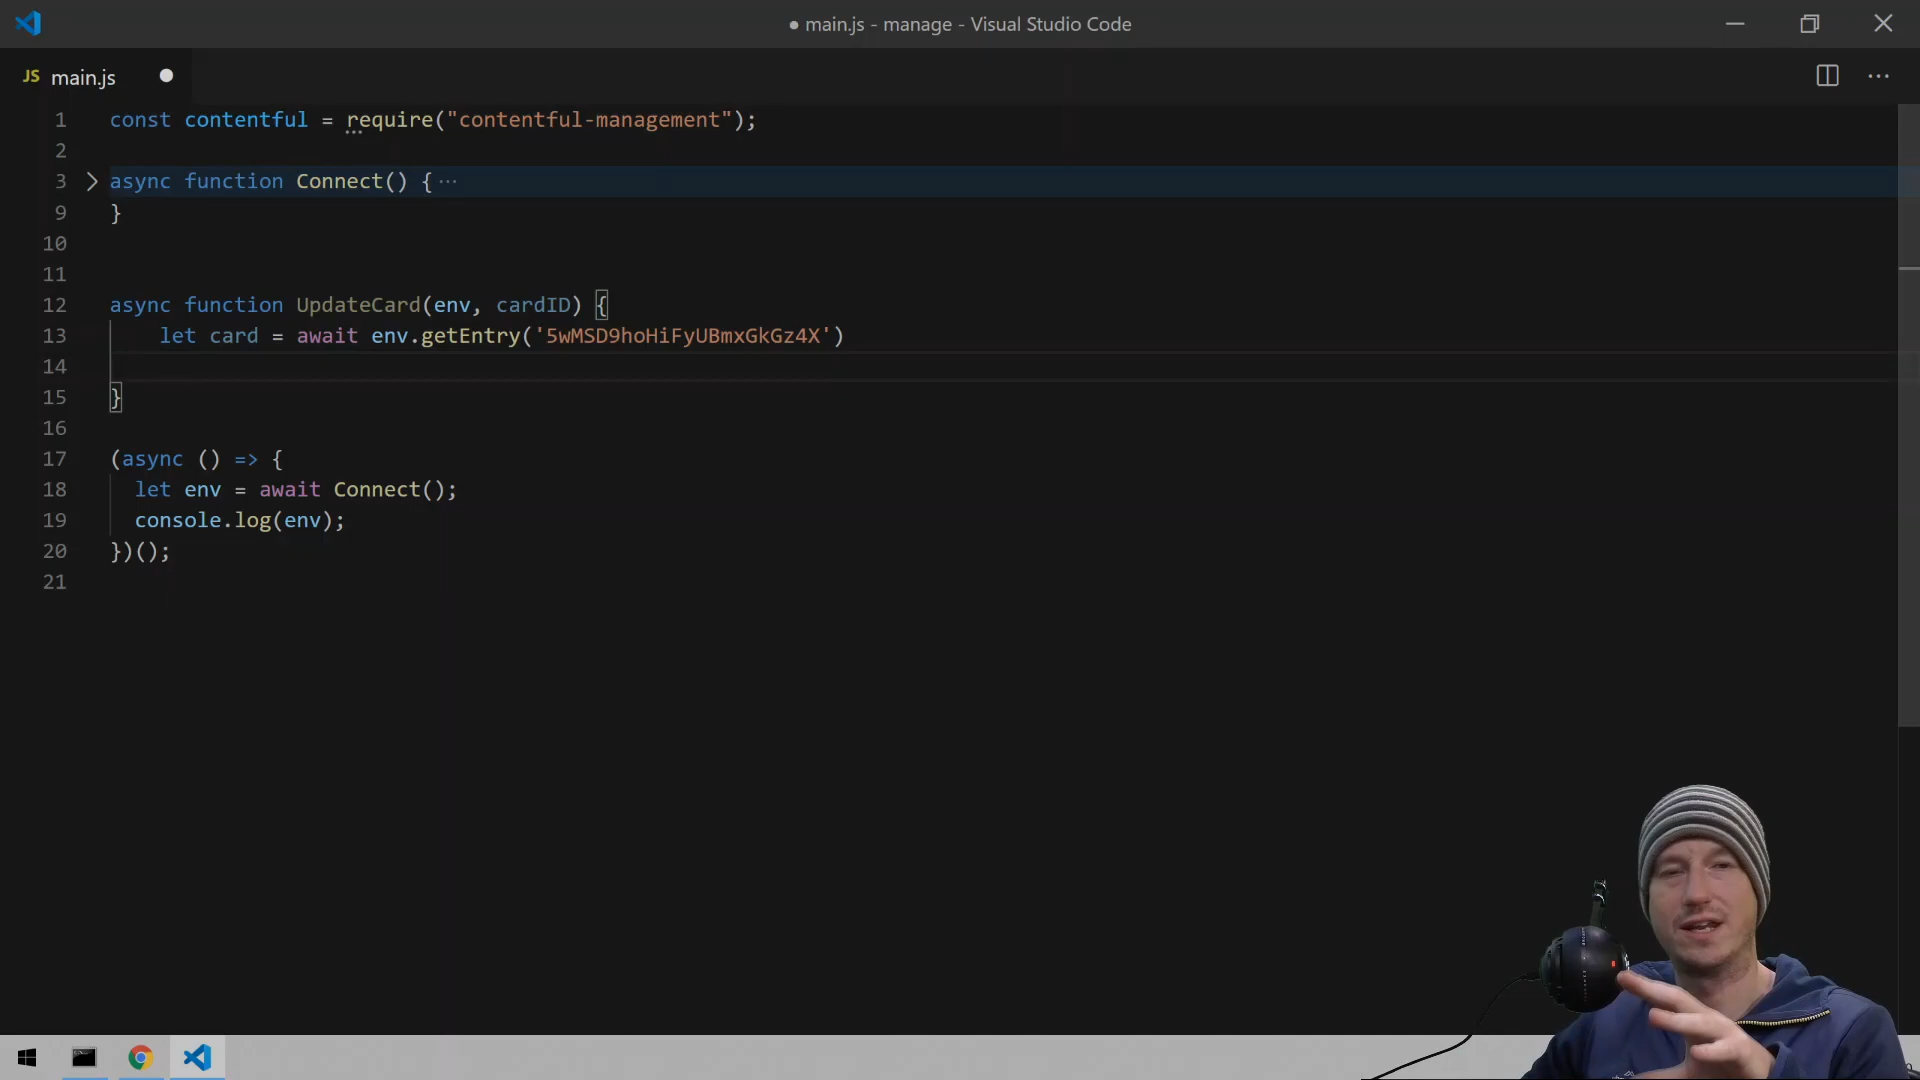 ● main.js - manage - Visual Studio Code
JS main.js ●
1 const contentful = require("contentful-management");
2
3 async function Connect() {···
9 }
10
11
12 async function UpdateCard(env, cardID) {
13 let card = await env.getEntry('5wMSD9hoHiFyUBmxGkGz4X')
14
15 }
16
17 (async () => {
18 let env = await Connect();
19 console.log(env);
20 })();
21